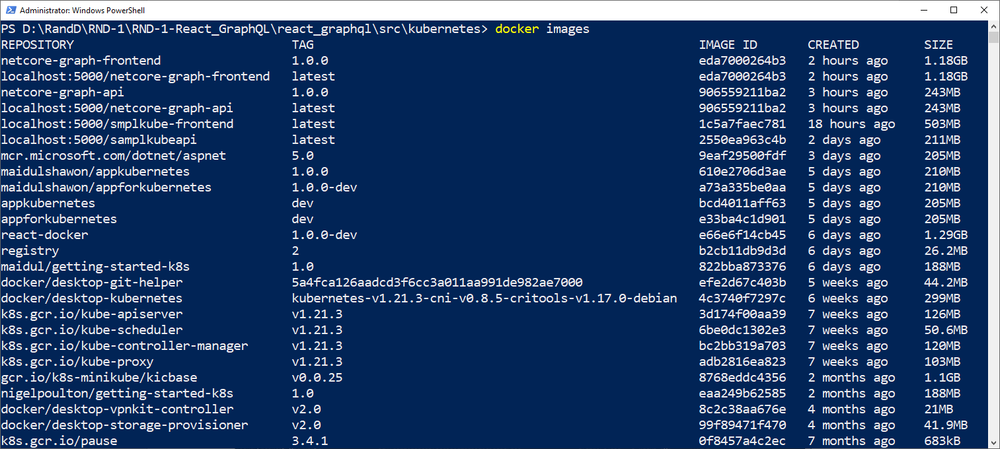 Administrator: Windows PowerShell
PS D:\RandD\RND-1\RND-1-React_GraphQL\react_graphql\src\kubernetes> docker images
REPOSITORY TAG IMAGE ID CREATED SIZE
netcore-graph-frontend 1.0.0 eda7000264b3 2 hours ago 1.18GB
localhost:5000/netcore-graph-frontend latest eda7000264b3 2 hours ago 1.18GB
netcore-graph-api 1.0.0 906559211ba2 3 hours ago 243MB
localhost:5000/netcore-graph-api latest 906559211ba2 3 hours ago 243MB
localhost:5000/smplkube-frontend latest 1c5a7faec781 18 hours ago 503MB
localhost:5000/samplkubeapi latest 2550ea963c4b 2 days ago 211MB
mcr.microsoft.com/dotnet/aspnet 5.0 9eaf29500fdf 3 days ago 205MB
maidulshawon/appkubernetes 1.0.0 610e2706d3ae 5 days ago 210MB
maidulshawon/appforkubernetes 1.0.0-dev a73a335be0aa 5 days ago 210MB
appkubernetes dev bcd4011aff63 5 days ago 205MB
appforkubernetes dev e33ba4c1d901 5 days ago 205MB
react-docker 1.0.0-dev e66e6f14cb45 6 days ago 1.29GB
registry 2 b2cb11db9d3d 6 days ago 26.2MB
maidul/getting-started-k8s 1.0 822bba873376 6 days ago 188MB
docker/desktop-git-helper 5a4fca126aadcd3f6cc3a011aa991de982ae7000 efe2d67c403b 5 weeks ago 44.2MB
docker/desktop-kubernetes kubernetes-v1.21.3-cni-v0.8.5-critools-v1.17.0-debian 4c3740f7297c 6 weeks ago 299MB
k8s.gcr.io/kube-apiserver v1.21.3 3d174f00aa39 7 weeks ago 126MB
k8s.gcr.io/kube-scheduler v1.21.3 6be0dc1302e3 7 weeks ago 50.6MB
k8s.gcr.io/kube-controller-manager v1.21.3 bc2bb319a703 7 weeks ago 120MB
k8s.gcr.io/kube-proxy v1.21.3 adb2816ea823 7 weeks ago 103MB
gcr.io/k8s-minikube/kicbase v0.0.25 8768eddc4356 2 months ago 1.1GB
nigelpoulton/getting-started-k8s 1.0 eaa249b62585 2 months ago 188MB
docker/desktop-vpnkit-controller v2.0 8c2c38aa676e 4 months ago 21MB
docker/desktop-storage-provisioner v2.0 99f89471f470 4 months ago 41.9MB
k8s.gcr.io/pause 3.4.1 0f8457a4c2ec 7 months ago 683kB